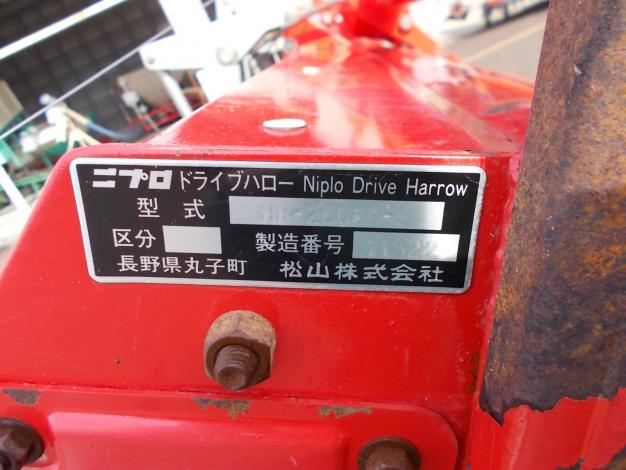 ニプロ ドライブハロー Niplo Drive Harrow
型式
区分 製造番号
長野県丸子町 松山株式会社